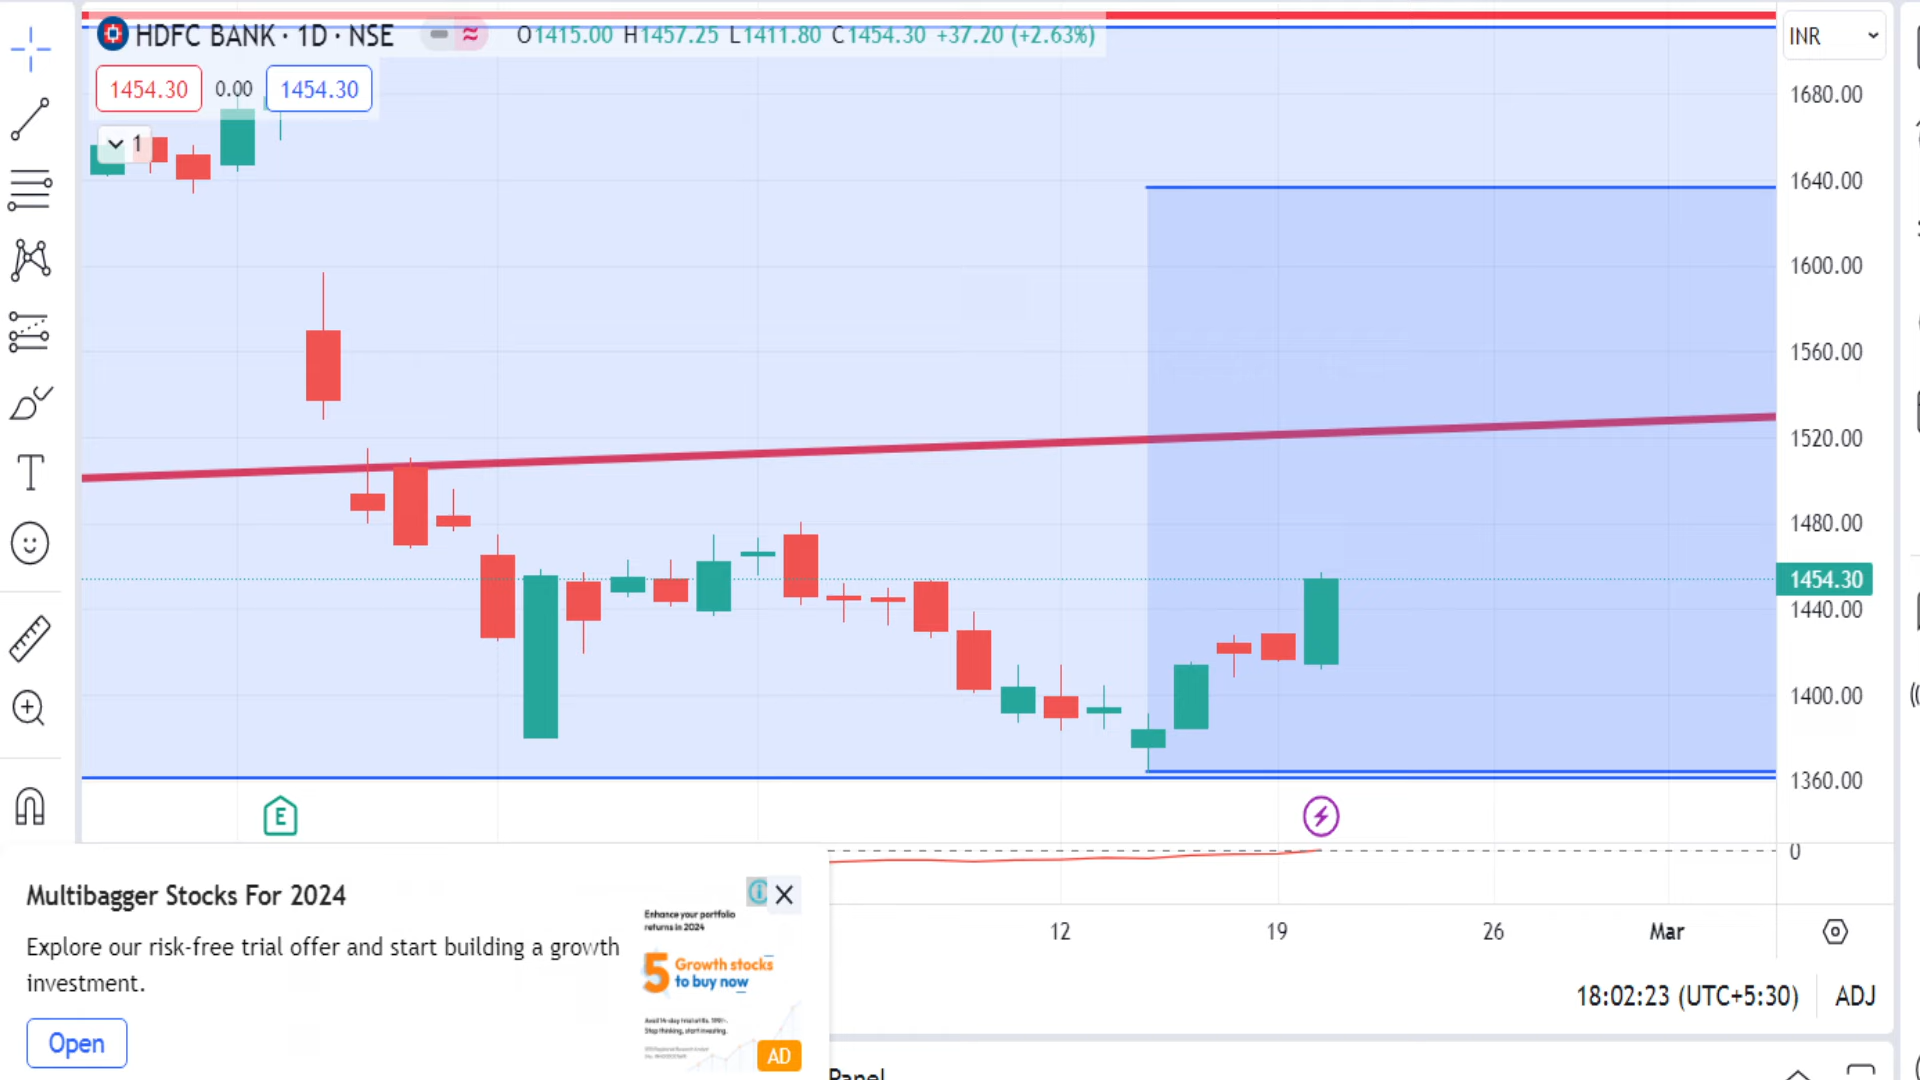 HDFC BANK · 1D · NSE
O1415.00 H1457.25 L1411.80 C1454.30 +37.20 (+2.63%)
INR
1454.30 0.00 1454.30
1
1680.00
1640.00
1600.00
1560.00
1520.00
1480.00
1454.30
1440.00
1400.00
1360.00
T
E
0
12 19 26 Mar
18:02:23 (UTC+5:30) ADJ
Multibagger Stocks For 2024
Explore our risk-free trial offer and start building a growth
investment.
Open
Enhance your portfolio
returns in 2024
5 Growth stocks
to buy now
Stop thinking, start investing.
AD
Panel